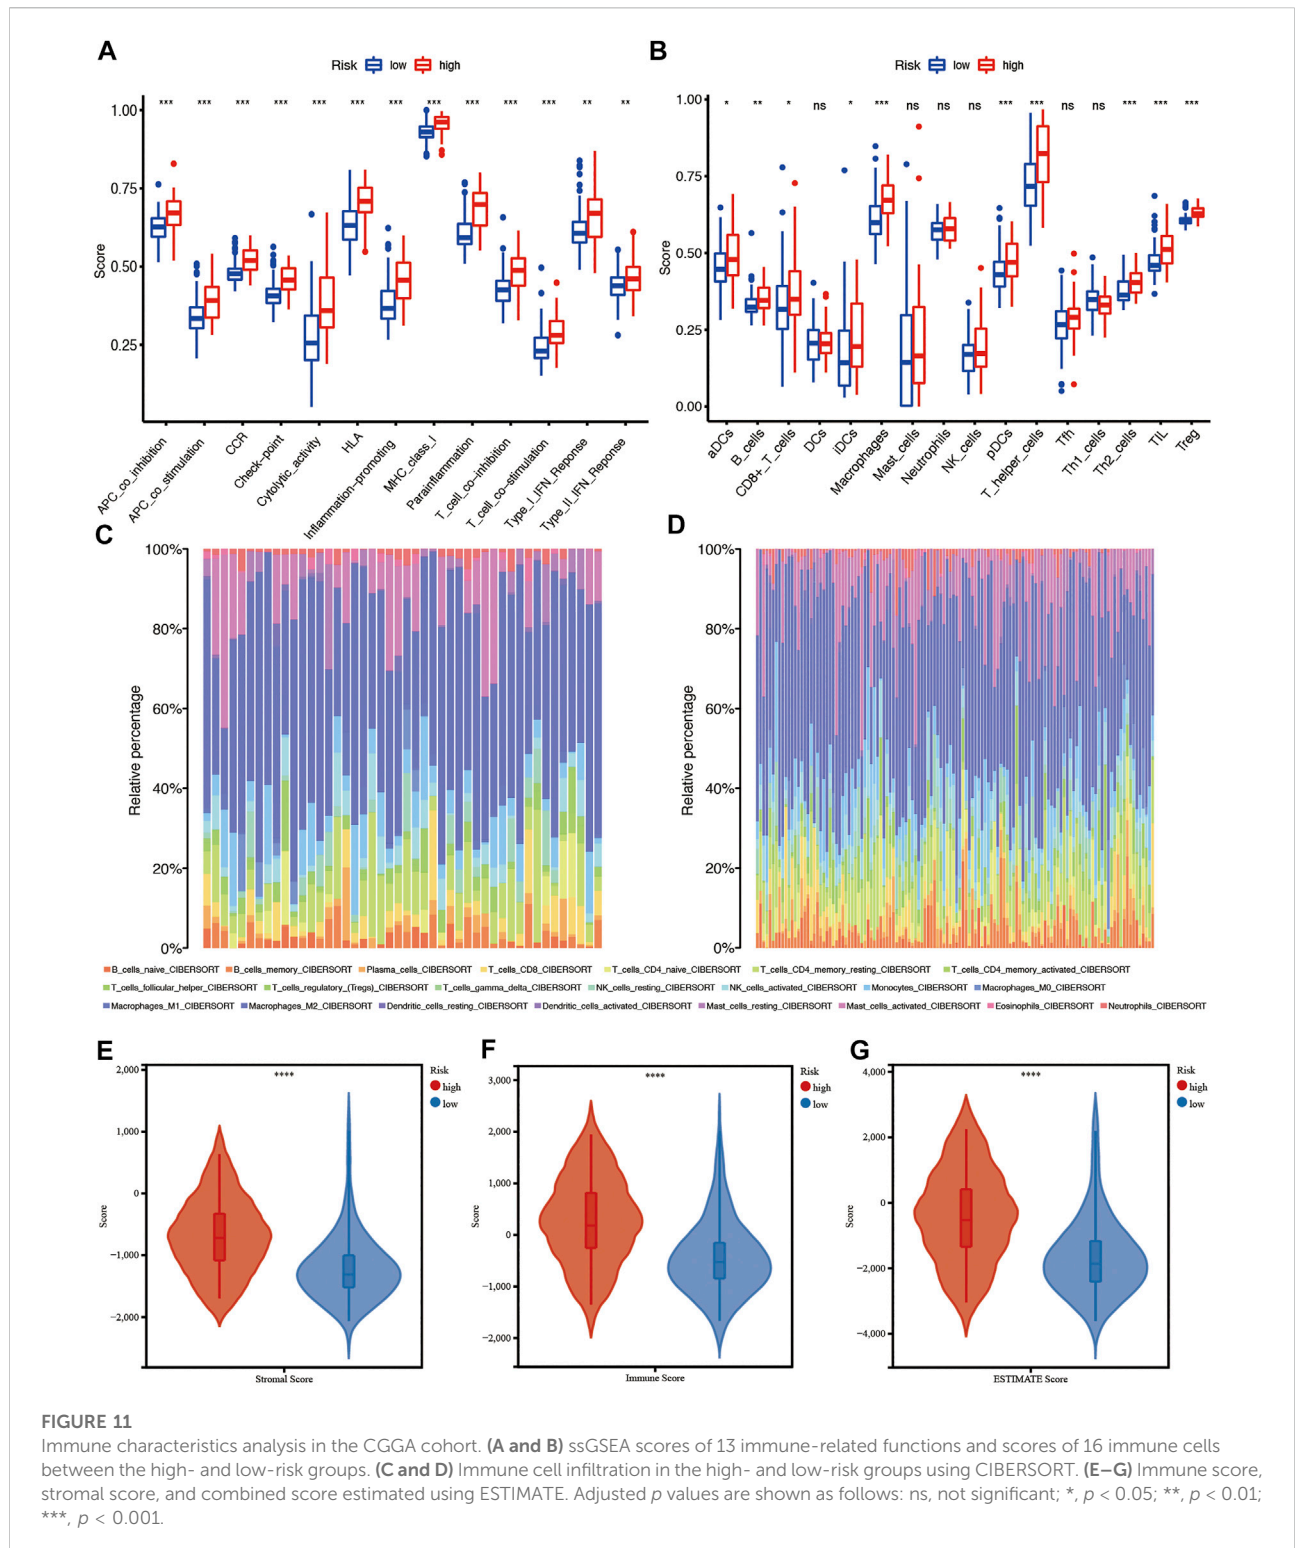 A
Risk low high
*** *** *** *** *** *** *** *** *** *** *** ** **
Score
1.00
0.75
0.50
0.25
APC_co_inhibition
APC_co_stimulation
CCR
Check-point
Cytolytic_activity
HLA
Inflammation-promoting
MHC_class_I
Parainflammation
T_cell_co-inhibition
T_cell_co-stimulation
Type_I_IFN_Reponse
Type_II_IFN_Reponse
B
Risk low high
* ** * ns * *** ns ns ns *** *** ns ns *** *** ***
Score
1.00
0.75
0.50
0.25
0.00
aDCs
B_cells
CD8+_T_cells
DCs
iDCs
Macrophages
Mast_cells
Neutrophils
NK_cells
pDCs
T_helper_cells
Tfh
Th1_cells
Th2_cells
TIL
Treg
C
Relative percentage
100%
80%
60%
40%
20%
0%
D
Relative percentage
100%
80%
60%
40%
20%
0%
B_cells_naive_CIBERSORT B_cells_memory_CIBERSORT Plasma_cells_CIBERSORT T_cells_CD8_CIBERSORT T_cells_CD4_naive_CIBERSORT T_cells_CD4_memory_resting_CIBERSORT T_cells_CD4_memory_activated_CIBERSORT
T_cells_follicular_helper_CIBERSORT T_cells_regulatory_(Tregs)_CIBERSORT T_cells_gamma_delta_CIBERSORT NK_cells_resting_CIBERSORT NK_cells_activated_CIBERSORT Monocytes_CIBERSORT Macrophages_M0_CIBERSORT
Macrophages_M1_CIBERSORT Macrophages_M2_CIBERSORT Dendritic_cells_resting_CIBERSORT Dendritic_cells_activated_CIBERSORT Mast_cells_resting_CIBERSORT Mast_cells_activated_CIBERSORT Eosinophils_CIBERSORT Neutrophils_CIBERSORT
E
****
Risk
high
low
Score
2,000
1,000
0
−1,000
−2,000
Stromal Score
F
****
Risk
high
low
Score
3,000
2,000
1,000
0
−1,000
−2,000
Immune Score
G
****
Risk
high
low
Score
4,000
2,000
0
−2,000
−4,000
ESTIMATE Score
FIGURE 11
Immune characteristics analysis in the CGGA cohort. (A and B) ssGSEA scores of 13 immune-related functions and scores of 16 immune cells
between the high- and low-risk groups. (C and D) Immune cell infiltration in the high- and low-risk groups using CIBERSORT. (E–G) Immune score,
stromal score, and combined score estimated using ESTIMATE. Adjusted p values are shown as follows: ns, not significant; *, p < 0.05; **, p < 0.01;
***, p < 0.001.